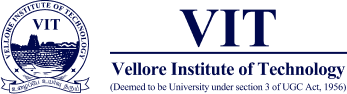 VELLORE INSTITUTE OF TECHNOLOGY
VIT
VIT
Vellore Institute of Technology
(Deemed to be University under section 3 of UGC Act, 1956)